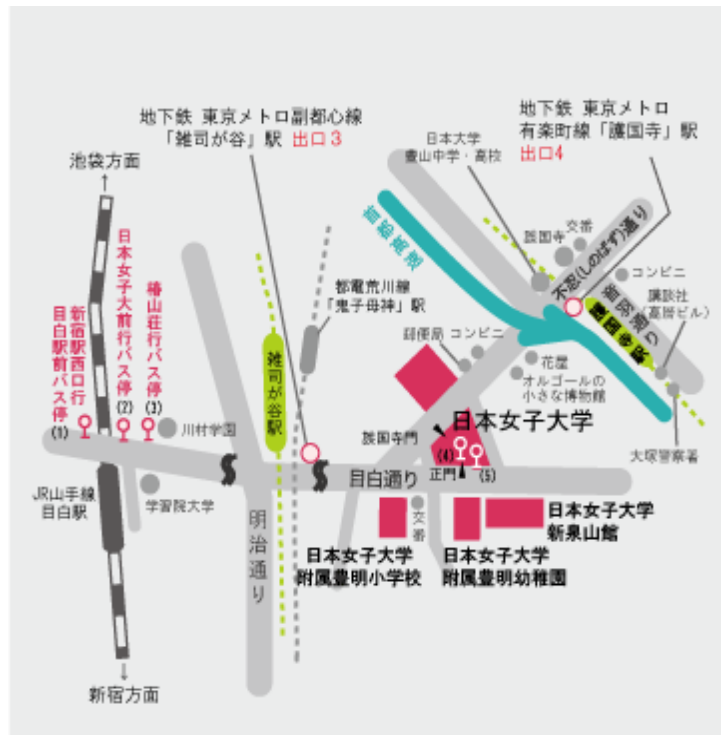 地下鉄 東京メトロ副都心線
「雑司が谷」駅 出口3
地下鉄 東京メトロ
有楽町線「護国寺」駅
出口4
日本大学
豊山中学・高校
池袋方面
首都高速
護国寺
交番
不忍(しのばず)通り
コンビニ
音羽通り
講談社
(高層ビル)
護国寺駅
新宿駅西口行
目白駅前バス停
(1)
日本女子大前行バス停
(2)
椿山荘行バス停
(3)
都電荒川線
「鬼子母神」駅
郵便局
コンビニ
花屋
オルゴールの
小さな博物館
川村学園
雑司が谷駅
護国寺門
日本女子大学
(4)
(5)
正門
大塚警察署
JR山手線
目白駅
学習院大学
目白通り
明治通り
交番
日本女子大学
新泉山館
日本女子大学
附属豊明小学校
日本女子大学
附属豊明幼稚園
新宿方面